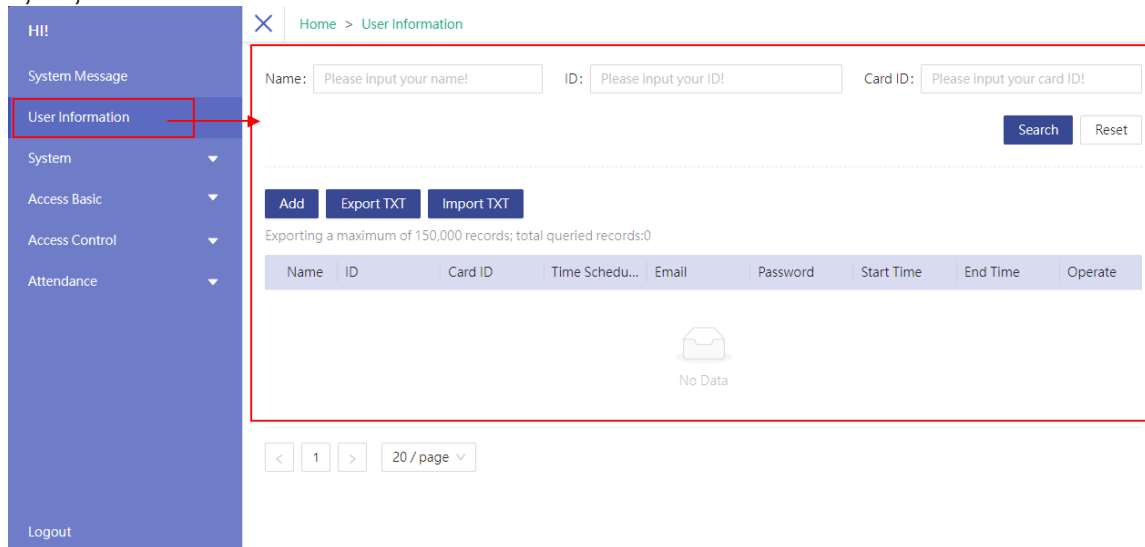 HI!
Home > User Information
System Message
User Information
System
Access Basic
Access Control
Attendance
Logout
Name: Please input your name! ID: Please input your ID! Card ID: Please input your card ID!
Search Reset
Add Export TXT Import TXT
Exporting a maximum of 150,000 records; total queried records:0
Name ID Card ID Time Schedu... Email Password Start Time End Time Operate
No Data
< 1 > 20 / page